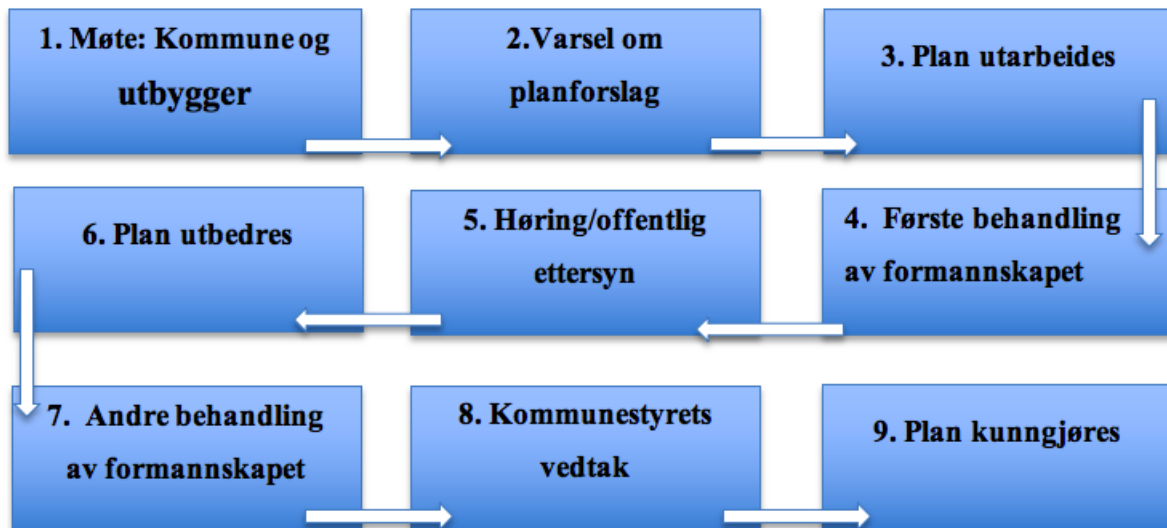 1. Møte: Kommune og
utbygger
2.Varsel om
planforslag
3. Plan utarbeides
4. Første behandling
av formannskapet
5. Høring/offentlig
ettersyn
6. Plan utbedres
7. Andre behandling
av formannskapet
8. Kommunestyrets
vedtak
9. Plan kunngjøres